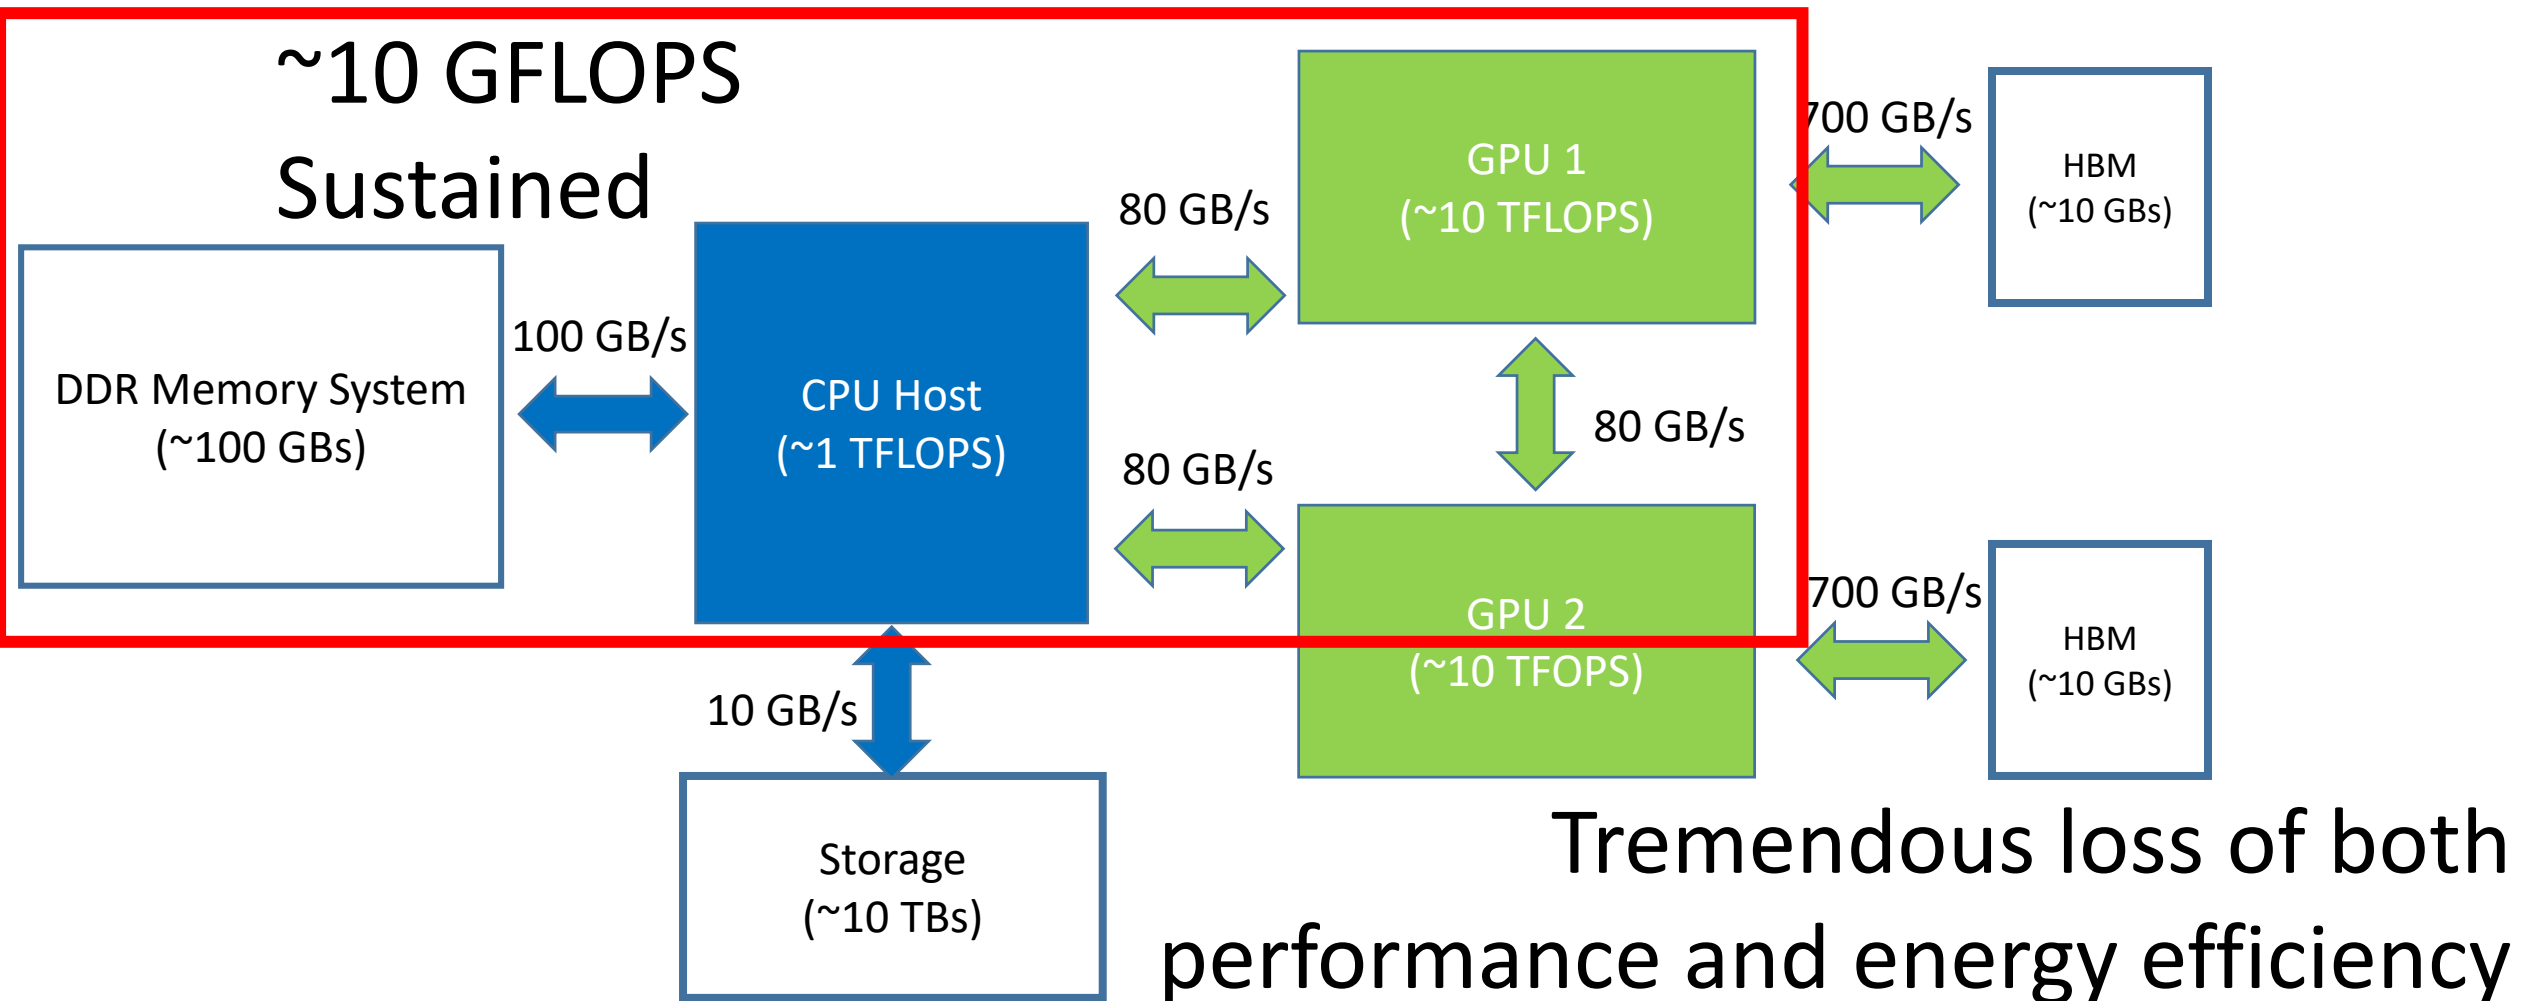 ~10 GFLOPS
Sustained
DDR Memory System
(~100 GBs)
100 GB/s
CPU Host
(~1 TFLOPS)
80 GB/s
80 GB/s
GPU 1
(~10 TFLOPS)
80 GB/s
GPU 2
(~10 TFOPS)
700 GB/s
HBM
(~10 GBs)
700 GB/s
HBM
(~10 GBs)
10 GB/s
Storage
(~10 TBs)
Tremendous loss of both
performance and energy efficiency